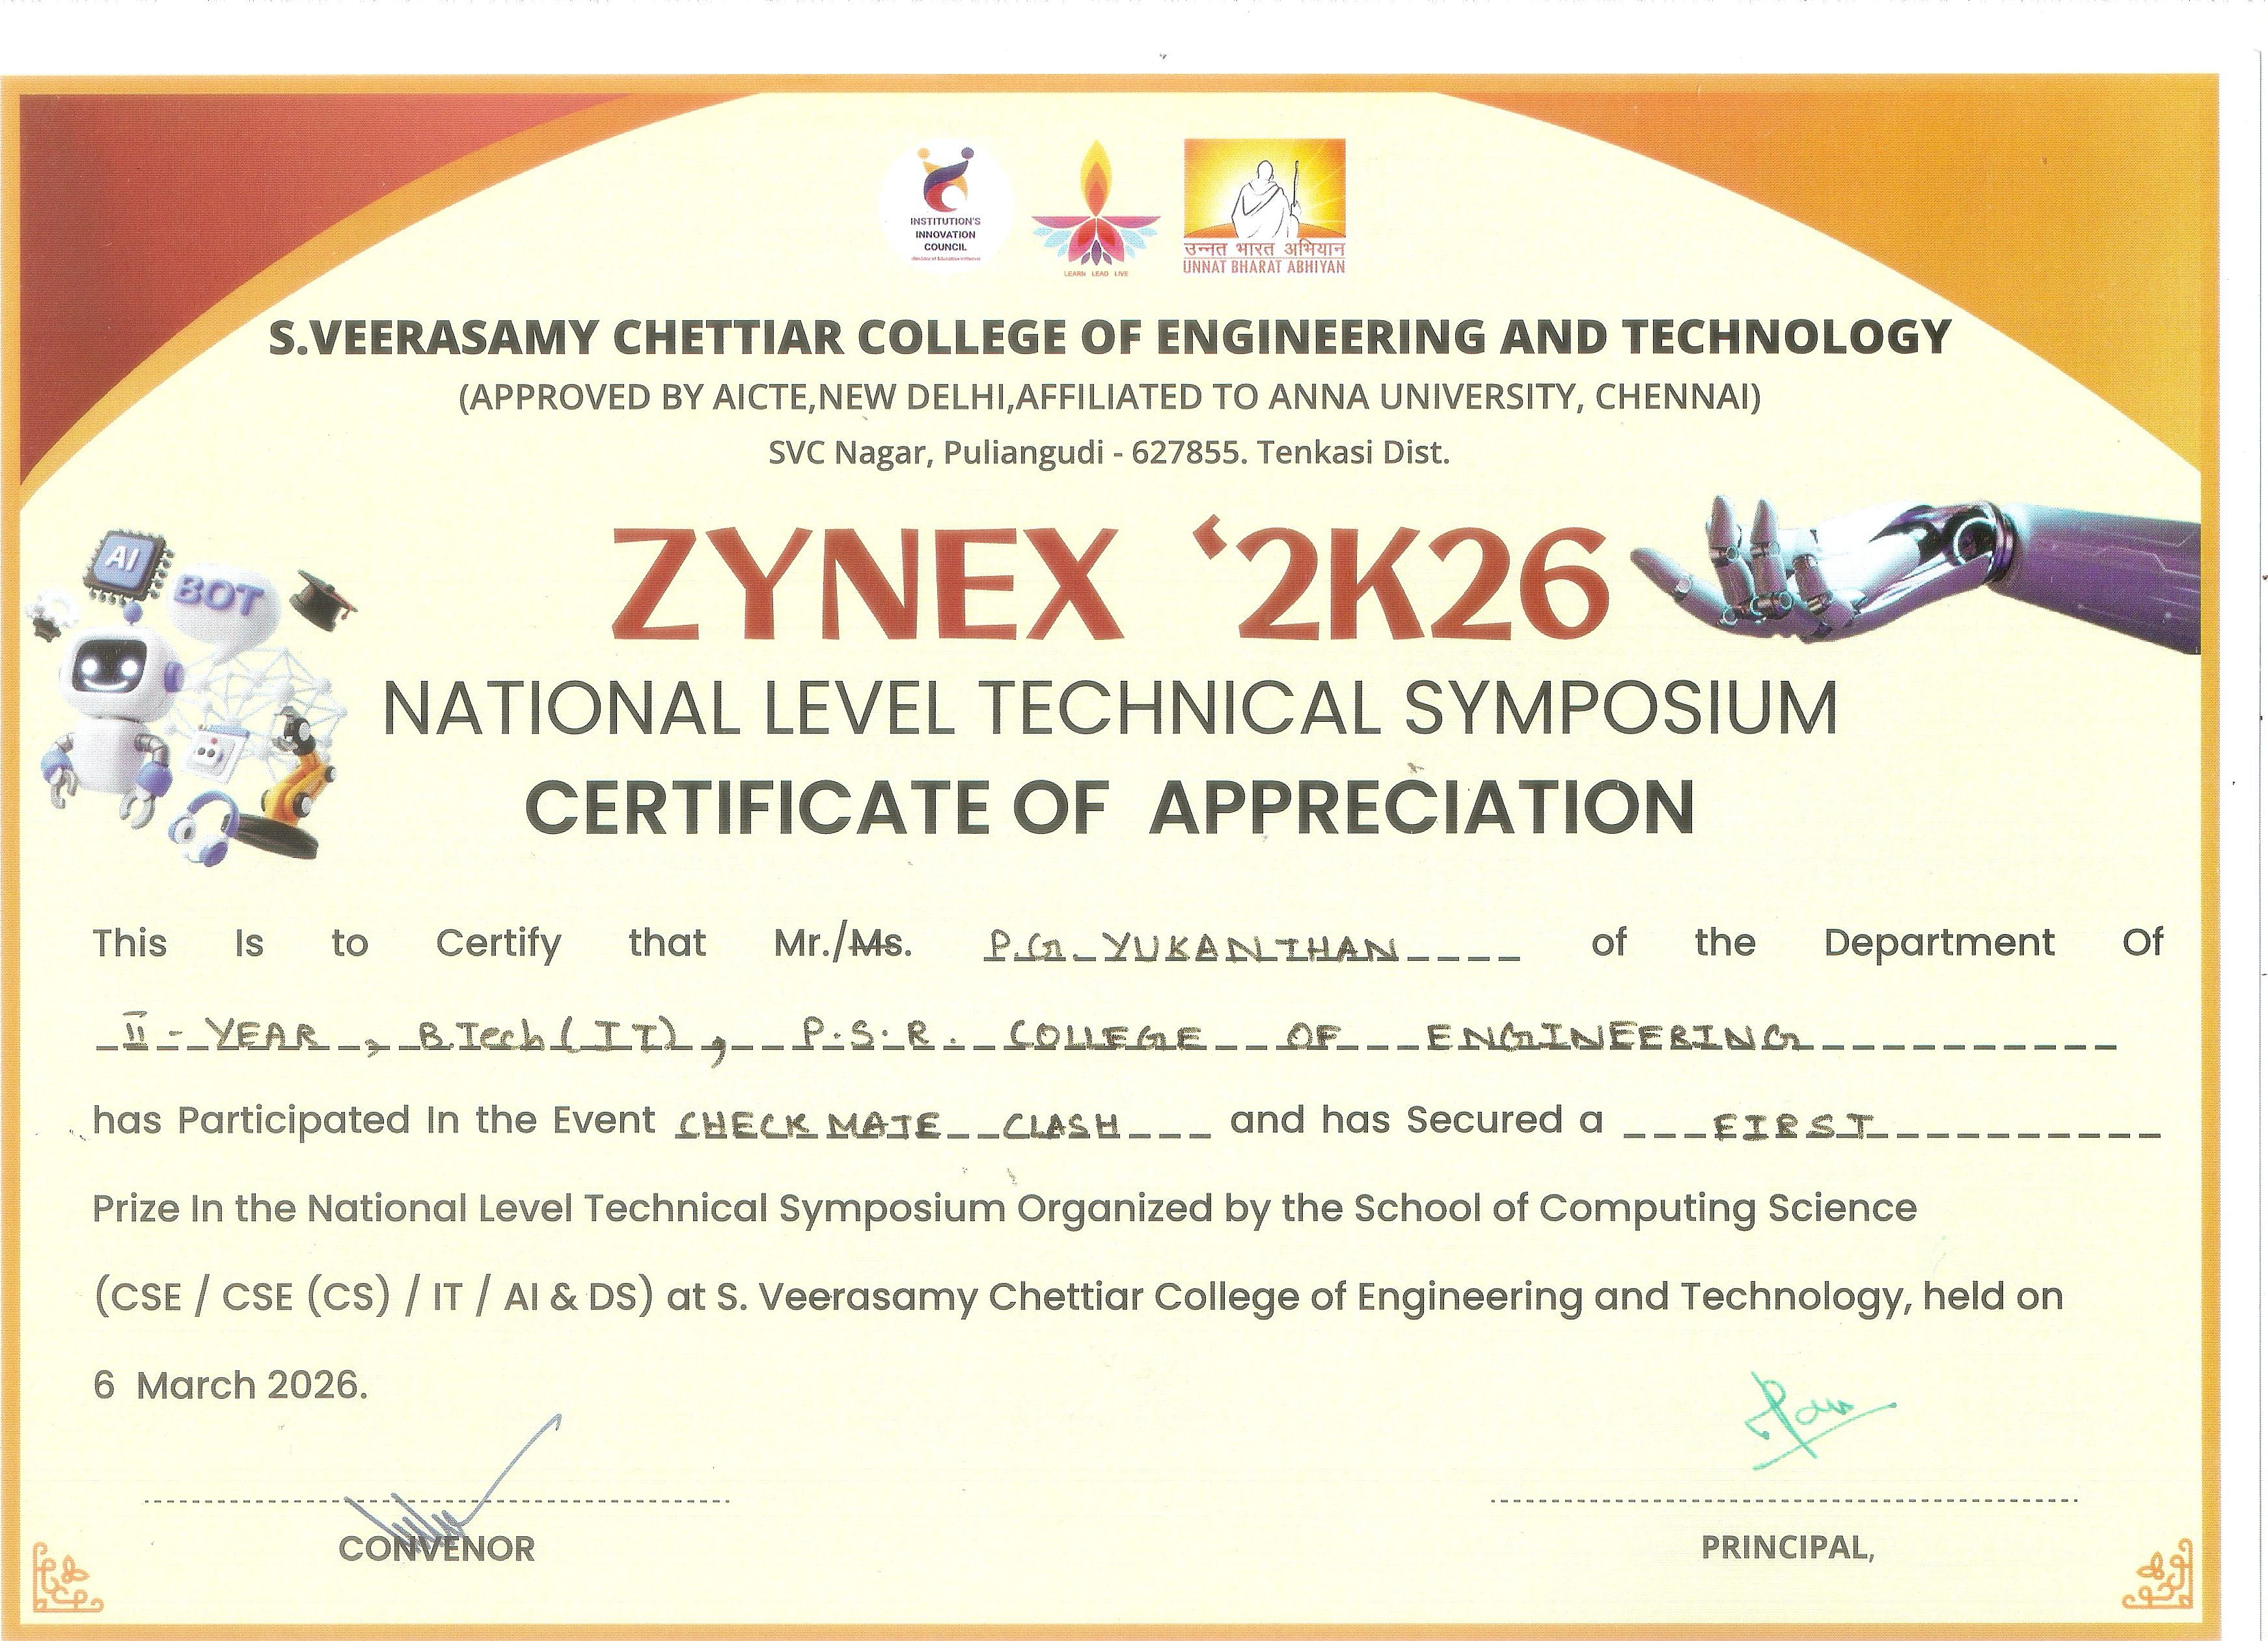 INSTITUTION'S
INNOVATION
COUNCIL
LEARN LEAD LIVE
उन्नत भारत अभियान
UNNAT BHARAT ABHIYAN
S.VEERASAMY CHETTIAR COLLEGE OF ENGINEERING AND TECHNOLOGY
(APPROVED BY AICTE,NEW DELHI,AFFILIATED TO ANNA UNIVERSITY, CHENNAI)
SVC Nagar, Puliangudi - 627855. Tenkasi Dist.
ZYNEX ‘2K26
AI
BOT
NATIONAL LEVEL TECHNICAL SYMPOSIUM
CERTIFICATE OF APPRECIATION
This Is to Certify that Mr./Ms. P.G. YUKANTHAN of the Department Of
II - YEAR, B.Tech (IT), P.S.R. COLLEGE OF ENGINEERING
has Participated In the Event CHECKMATE CLASH and has Secured a FIRST
Prize In the National Level Technical Symposium Organized by the School of Computing Science
(CSE / CSE (CS) / IT / AI & DS) at S. Veerasamy Chettiar College of Engineering and Technology, held on
6 March 2026.
CONVENOR
PRINCIPAL,